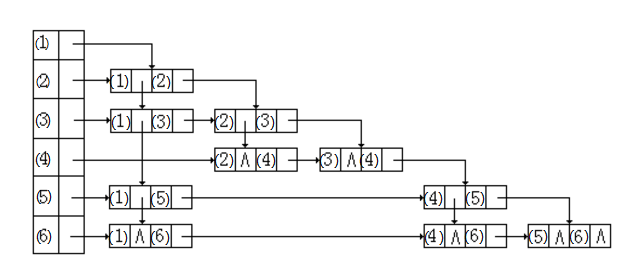 (1)
(2) (1) (2)
(3) (1) (3) (2) (3)
(4) (2) ∧ (4) (3) ∧ (4)
(5) (1) (5) (4) (5)
(6) (1) ∧ (6) (4) ∧ (6) (5) ∧ (6) ∧